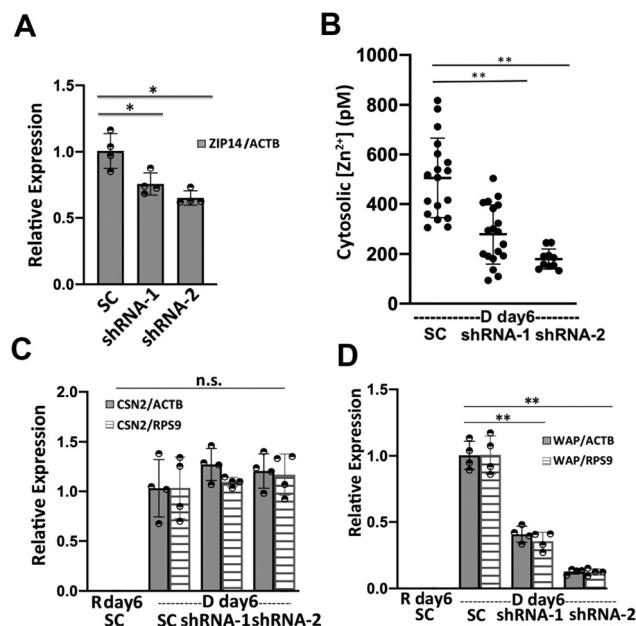 A
1.5
1.0
0.5
0.0
Relative Expression
*
*
ZIP14/ACTB
SC
shRNA-1
shRNA-2
B
**
**
1000
800
600
400
200
0
Cytosolic [Zn²⁺] (pM)
------------D day6--------
SC shRNA-1 shRNA-2
C
n.s.
2.0
1.5
1.0
0.5
0.0
Relative Expression
CSN2/ACTB
CSN2/RPS9
R day6 --------D day6------
SC SC shRNA-1 shRNA-2
D
**
**
1.5
1.0
0.5
0.0
Relative Expression
WAP/ACTB
WAP/RPS9
R day6 --------D day6--------
SC SC shRNA-1 shRNA-2